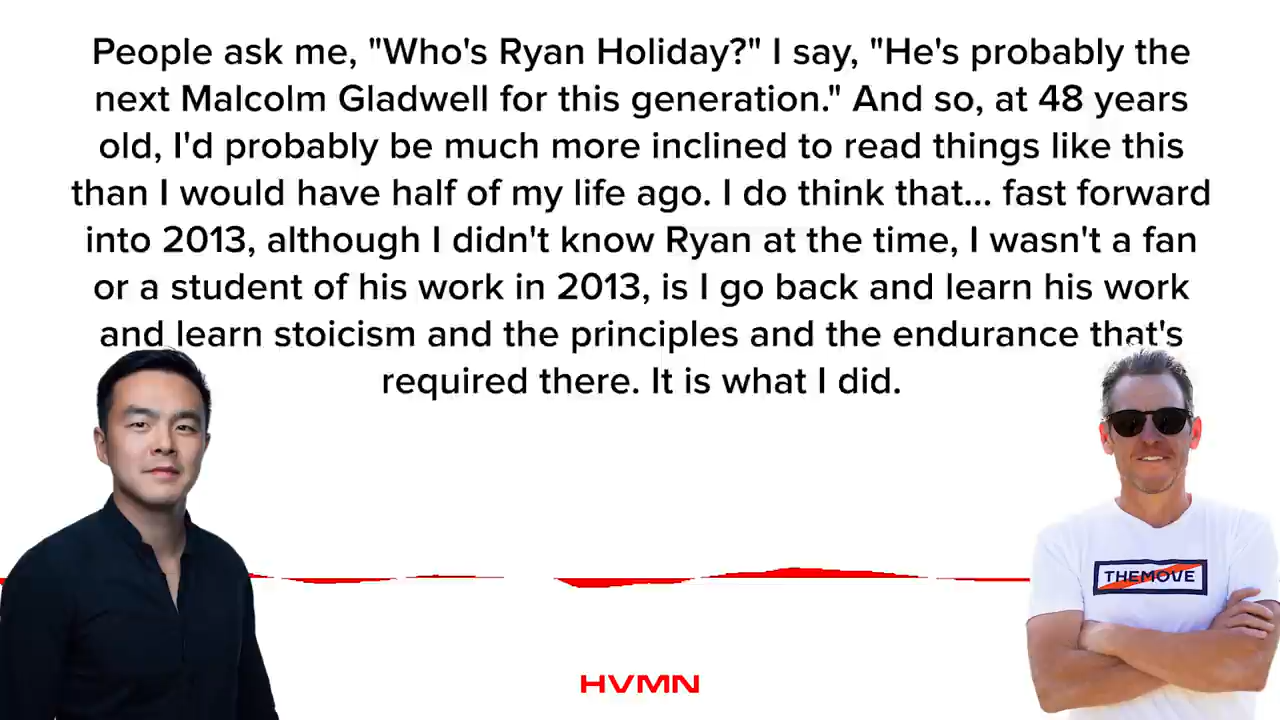 People ask me, "Who's Ryan Holiday?" I say, "He's probably the
next Malcolm Gladwell for this generation." And so, at 48 years
old, I'd probably be much more inclined to read things like this
than I would have half of my life ago. I do think that... fast forward
into 2013, although I didn't know Ryan at the time, I wasn't a fan
or a student of his work in 2013, is I go back and learn his work
and learn stoicism and the principles and the endurance that's
required there. It is what I did.
THEMOVE
HVMN